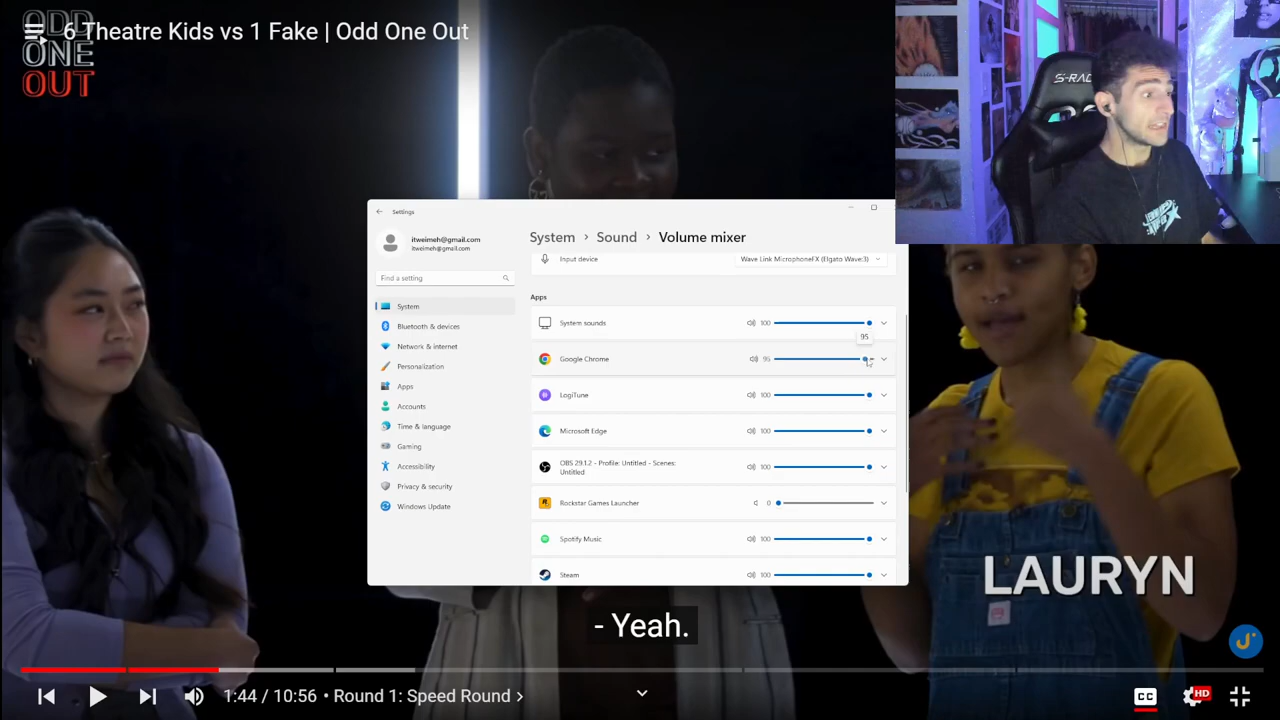 6 Theatre Kids vs 1 Fake | Odd One Out
ODD
ONE
OUT
S-RAC
Settings
itweimeh@gmail.com
itweimeh@gmail.com
Find a setting
System
Bluetooth & devices
Network & internet
Personalization
Apps
Accounts
Time & language
Gaming
Accessibility
Privacy & security
Windows Update
System > Sound > Volume mixer
Input device Wave Link MicrophoneFX (Elgato Wave:3)
Apps
System sounds 100
95
Google Chrome 95
LogiTune 100
Microsoft Edge 100
OBS 29.1.2 - Profile: Untitled - Scenes:
Untitled 100
Rockstar Games Launcher 0
Spotify Music 100
Steam 100
LAURYN
- Yeah.
1:44 / 10:56 • Round 1: Speed Round >
CC
HD